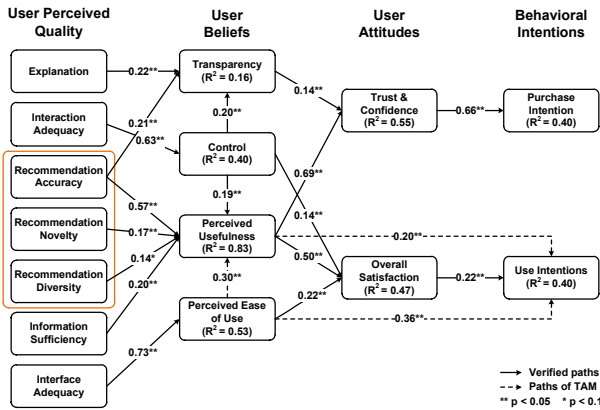 User Perceived
Quality
User
Beliefs
User
Attitudes
Behavioral
Intentions
Explanation
0.22**
Transparency
(R² = 0.16)
0.14**
Trust &
Confidence
(R² = 0.55)
0.66**
Purchase
Intention
(R² = 0.40)
Interaction
Adequacy
0.21**
0.63**
0.20**
Control
(R² = 0.40)
Recommendation
Accuracy
0.57**
0.19**
0.69**
0.14**
Recommendation
Novelty
0.17**
Perceived
Usefulness
(R² = 0.83)
0.20**
0.50**
Recommendation
Diversity
0.14*
0.20**
0.30**
Overall
Satisfaction
(R² = 0.47)
0.22**
Use Intentions
(R² = 0.40)
0.22**
Information
Sufficiency
Perceived Ease
of Use
(R² = 0.53)
0.36**
0.73**
Interface
Adequacy
Verified paths
Paths of TAM
** p < 0.05 * p < 0.1